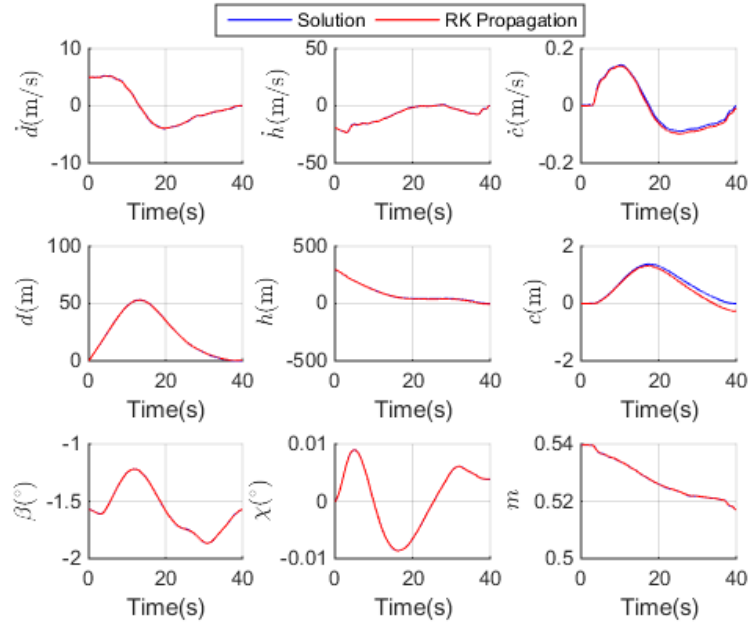 Solution RK Propagation
ḋ(m/s)
10
0
-10
0 20 40
Time(s)
ḣ(m/s)
50
0
-50
0 20 40
Time(s)
ċ(m/s)
0.2
0
-0.2
0 20 40
Time(s)
d(m)
100
50
0
0 20 40
Time(s)
h(m)
500
0
-500
0 20 40
Time(s)
c(m)
2
0
-2
0 20 40
Time(s)
β(°)
-1
-1.5
-2
0 20 40
Time(s)
χ(°)
0.01
0
-0.01
0 20 40
Time(s)
m
0.54
0.52
0.5
0 20 40
Time(s)